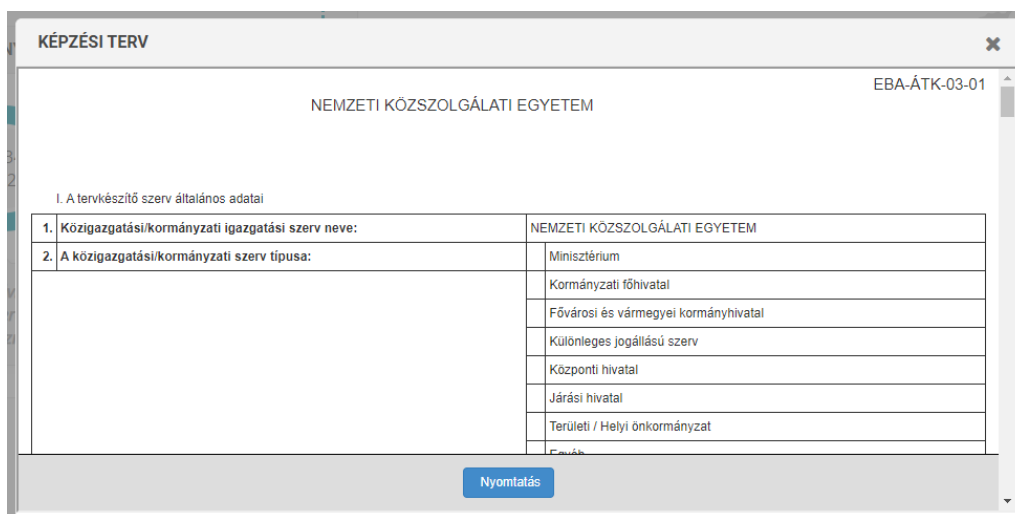 KÉPZÉSI TERV
EBA-ÁTK-03-01
NEMZETI KÖZSZOLGÁLATI EGYETEM
I. A tervkészítő szerv általános adatai
1. Közigazgatási/kormányzati igazgatási szerv neve: NEMZETI KÖZSZOLGÁLATI EGYETEM
2. A közigazgatási/kormányzati szerv típusa: Minisztérium
Kormányzati főhivatal
Fővárosi és vármegyei kormányhivatal
Különleges jogállású szerv
Központi hivatal
Járási hivatal
Területi / Helyi önkormányzat
Egyéb
Nyomtatás